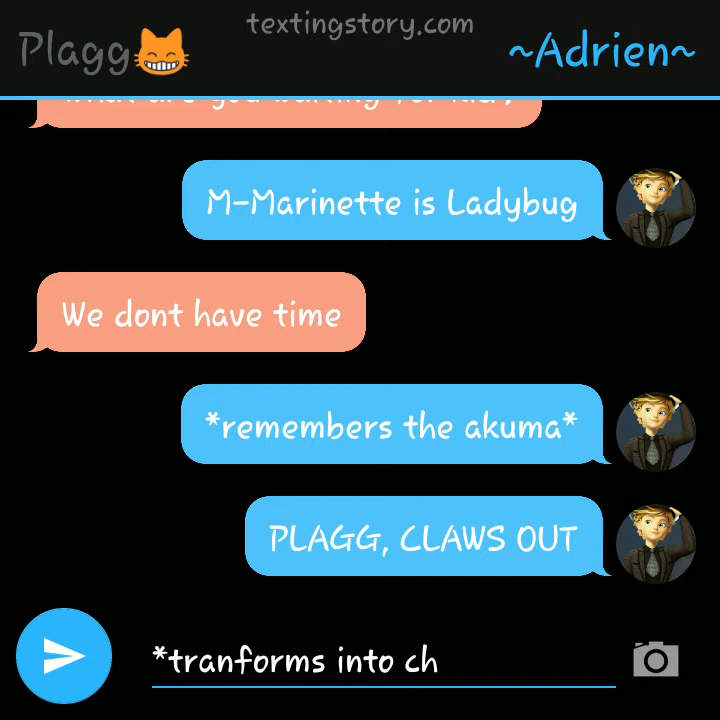 textingstory.com
Plagg
~Adrien~
M-Marinette is Ladybug
We dont have time
*remembers the akuma*
PLAGG, CLAWS OUT
*tranforms into ch